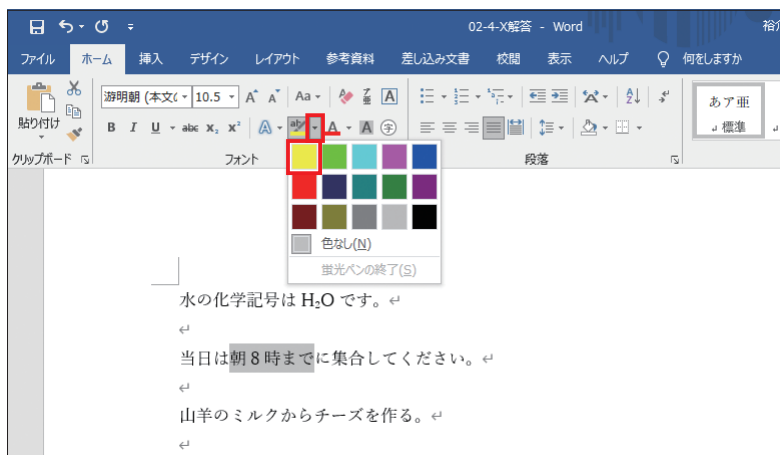 02-4-X解答 - Word
裕介
ファイル ホーム 挿入 デザイン レイアウト 参考資料 差し込み文書 校閲 表示 ヘルプ 何をしますか
游明朝 (本文の 10.5 A A Aa A
貼り付け
B I U abc X₂ X² A aby A A 字
あア亜
標準
クリップボード フォント 段落
色なし(N)
蛍光ペンの終了(S)
水の化学記号は H₂O です。
当日は朝 8 時までに集合してください。
山羊のミルクからチーズを作る。